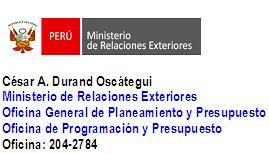 PERÚ
Ministerio
de Relaciones Exteriores
César A. Durand Oscátegui
Ministerio de Relaciones Exteriores
Oficina General de Planeamiento y Presupuesto
Oficina de Programación y Presupuesto
Oficina: 204-2784